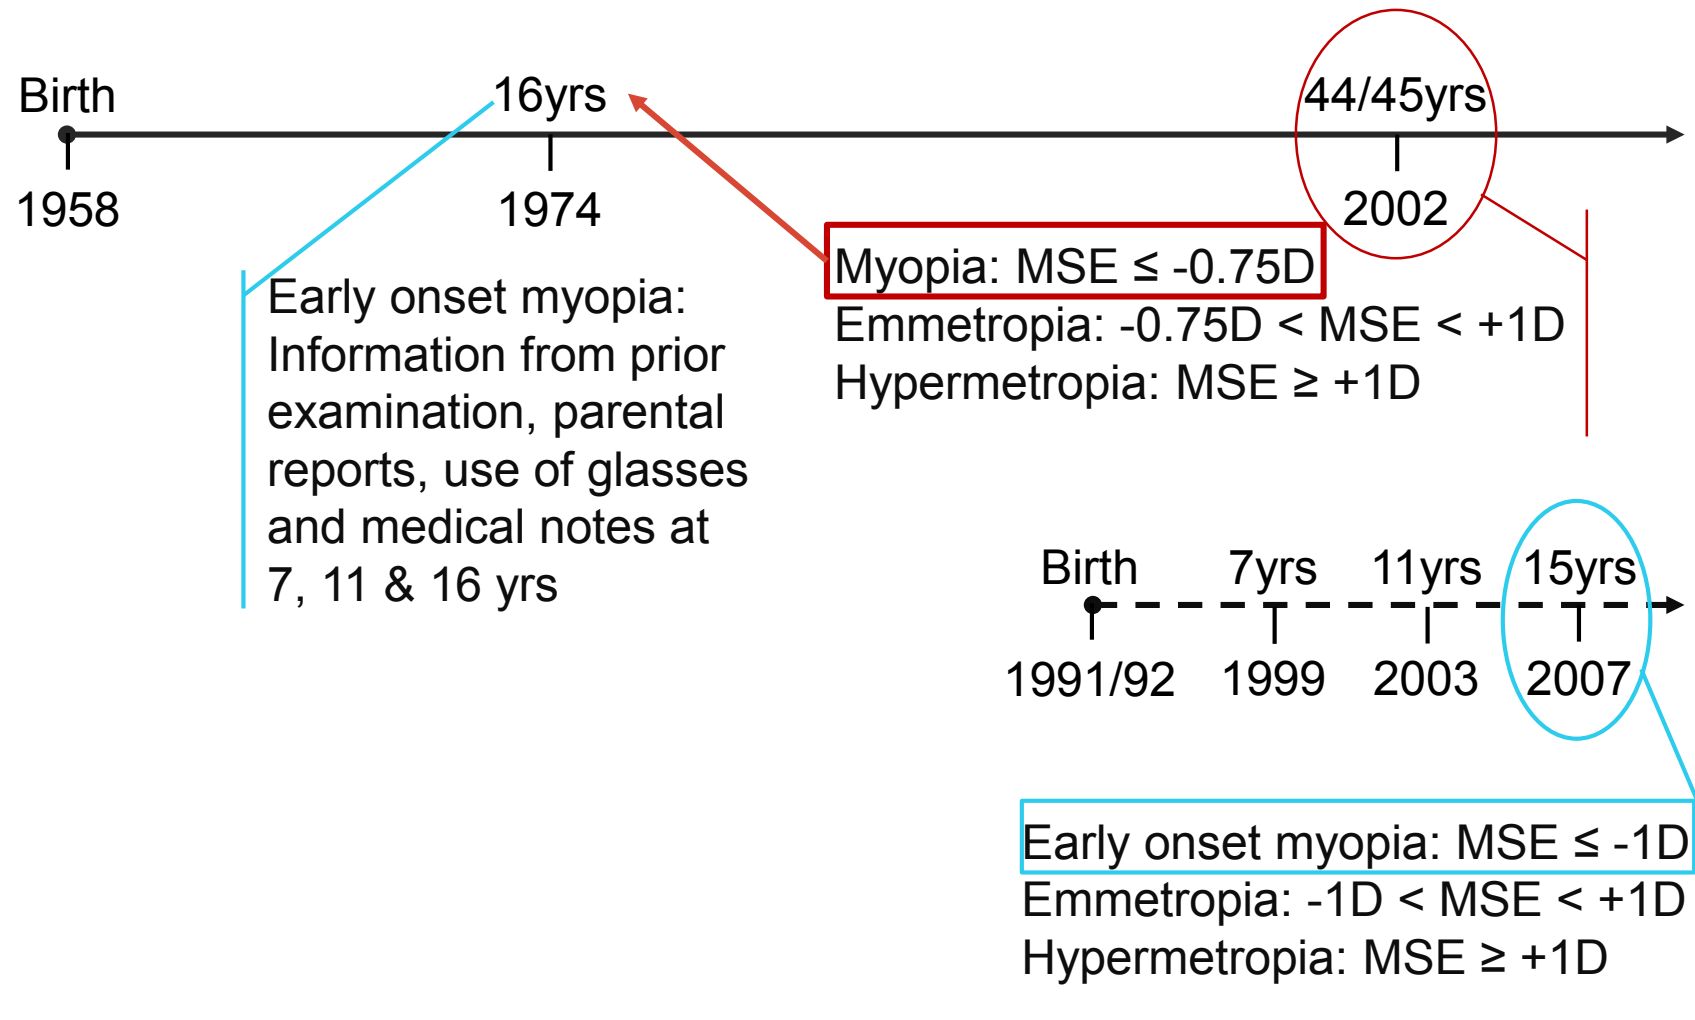 Birth
16yrs
44/45yrs
1958
1974
2002
Early onset myopia:
Information from prior
examination, parental
reports, use of glasses
and medical notes at
7, 11 & 16 yrs
Myopia: MSE ≤ -0.75D
Emmetropia: -0.75D < MSE < +1D
Hypermetropia: MSE ≥ +1D
Birth
7yrs
11yrs
15yrs
1991/92
1999
2003
2007
Early onset myopia: MSE ≤ -1D
Emmetropia: -1D < MSE < +1D
Hypermetropia: MSE ≥ +1D